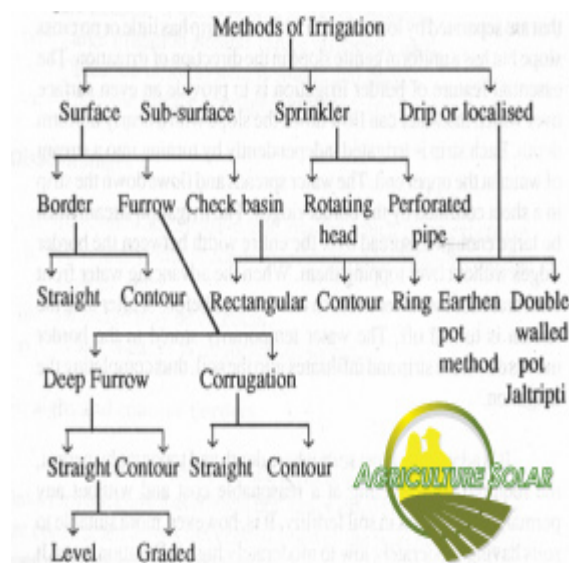 Methods of Irrigation
Surface Sub-surface Sprinkler Drip or localised
Border Furrow Check basin Rotating head Perforated pipe
Straight Contour Rectangular Contour Ring Earthen pot method Double walled pot Jaltripti
Deep Furrow Corrugation
Straight Contour Straight Contour
AGRICULTURE SOLAR
Level Graded